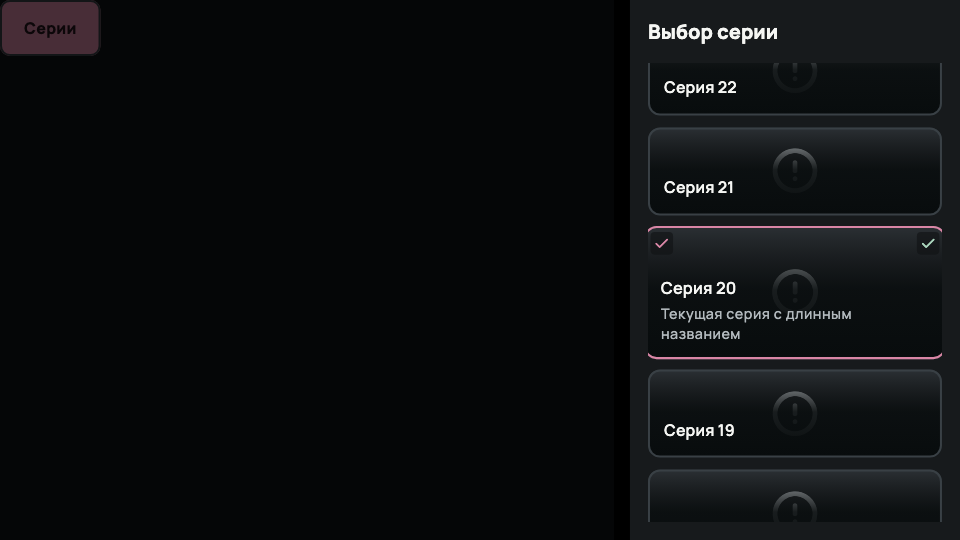 Серии
Выбор серии
Серия 22
Серия 21
Серия 20
Текущая серия с длинным
названием
Серия 19